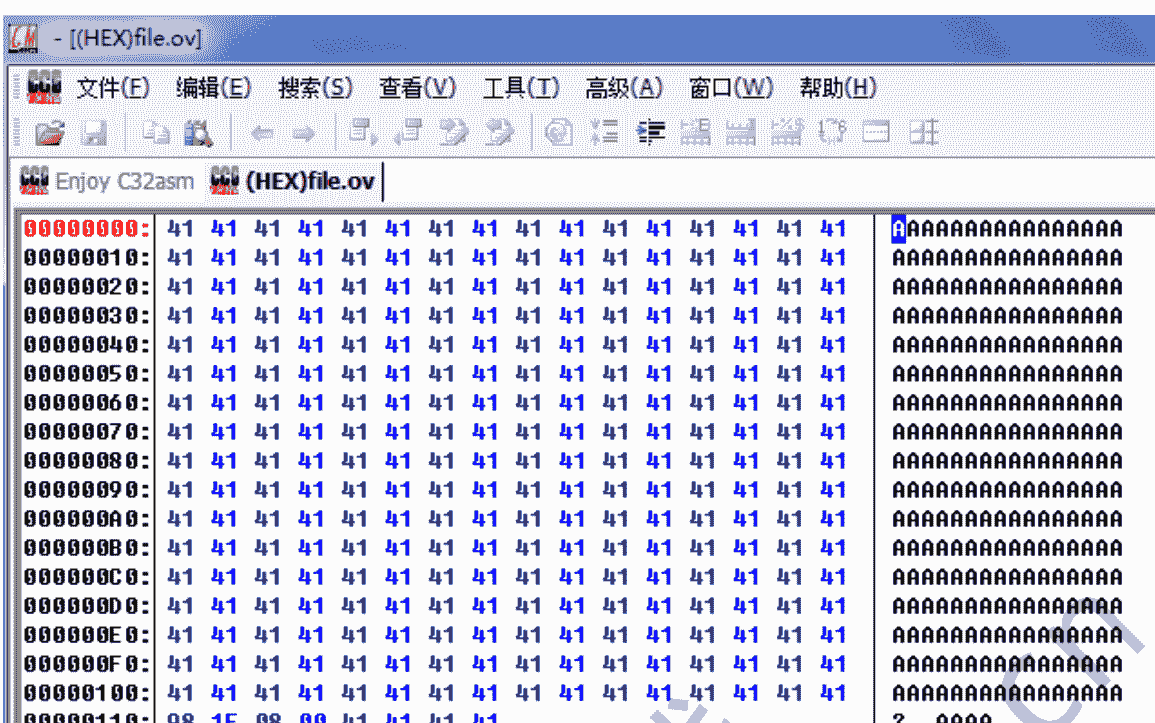 - [(HEX)file.ov]
文件(F) 编辑(E) 搜索(S) 查看(V) 工具(T) 高级(A) 窗口(W) 帮助(H)
Enjoy C32asm (HEX)file.ov
00000000: 41 41 41 41 41 41 41 41 41 41 41 41 41 41 41 41 AAAAAAAAAAAAAAAA
00000010: 41 41 41 41 41 41 41 41 41 41 41 41 41 41 41 41 AAAAAAAAAAAAAAAA
00000020: 41 41 41 41 41 41 41 41 41 41 41 41 41 41 41 41 AAAAAAAAAAAAAAAA
00000030: 41 41 41 41 41 41 41 41 41 41 41 41 41 41 41 41 AAAAAAAAAAAAAAAA
00000040: 41 41 41 41 41 41 41 41 41 41 41 41 41 41 41 41 AAAAAAAAAAAAAAAA
00000050: 41 41 41 41 41 41 41 41 41 41 41 41 41 41 41 41 AAAAAAAAAAAAAAAA
00000060: 41 41 41 41 41 41 41 41 41 41 41 41 41 41 41 41 AAAAAAAAAAAAAAAA
00000070: 41 41 41 41 41 41 41 41 41 41 41 41 41 41 41 41 AAAAAAAAAAAAAAAA
00000080: 41 41 41 41 41 41 41 41 41 41 41 41 41 41 41 41 AAAAAAAAAAAAAAAA
00000090: 41 41 41 41 41 41 41 41 41 41 41 41 41 41 41 41 AAAAAAAAAAAAAAAA
000000A0: 41 41 41 41 41 41 41 41 41 41 41 41 41 41 41 41 AAAAAAAAAAAAAAAA
000000B0: 41 41 41 41 41 41 41 41 41 41 41 41 41 41 41 41 AAAAAAAAAAAAAAAA
000000C0: 41 41 41 41 41 41 41 41 41 41 41 41 41 41 41 41 AAAAAAAAAAAAAAAA
000000D0: 41 41 41 41 41 41 41 41 41 41 41 41 41 41 41 41 AAAAAAAAAAAAAAAA
000000E0: 41 41 41 41 41 41 41 41 41 41 41 41 41 41 41 41 AAAAAAAAAAAAAAAA
000000F0: 41 41 41 41 41 41 41 41 41 41 41 41 41 41 41 41 AAAAAAAAAAAAAAAA
00000100: 41 41 41 41 41 41 41 41 41 41 41 41 41 41 41 41 AAAAAAAAAAAAAAAA
00000110: 41 41 41 41 AAAA
cn